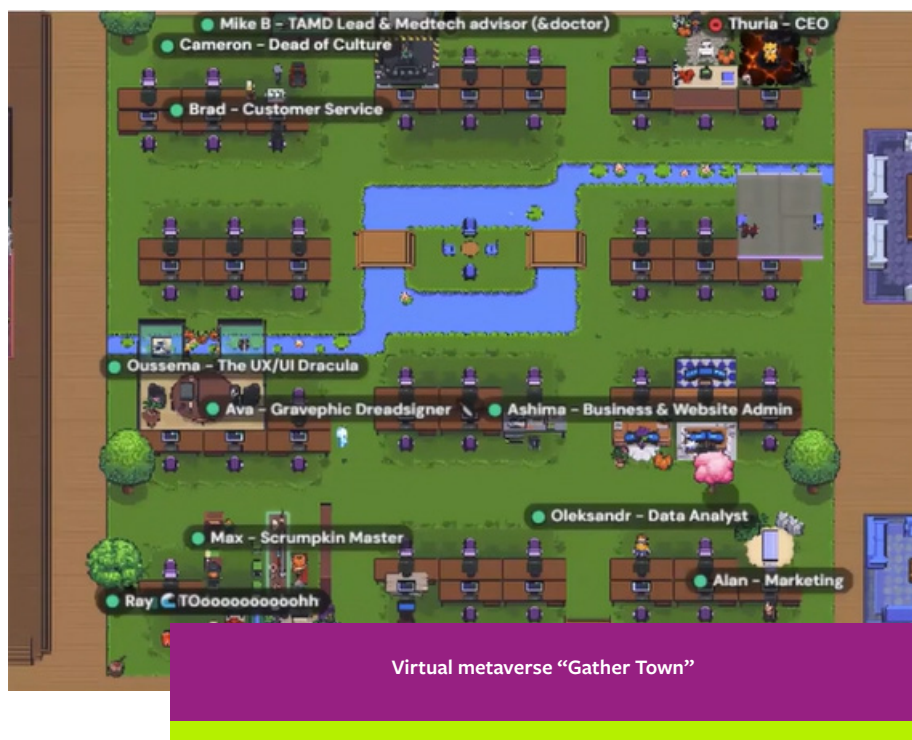 Mike B - TAMD Lead & Medtech advisor (&doctor)
Thuria - CEO
Cameron - Dead of Culture
Brad - Customer Service
Oussema - The UX/UI Dracula
Ava - Gravephic Dreadsigner
Ashima - Business & Website Admin
Oleksandr - Data Analyst
Max - Scrumpkin Master
Alan - Marketing
Ray 🌊 TOoooooooooohh
Virtual metaverse “Gather Town”